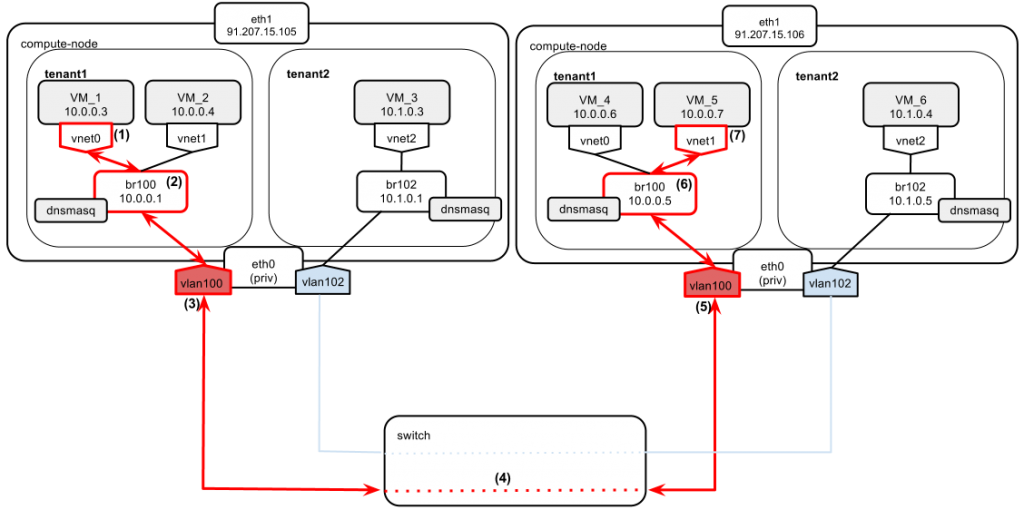 eth1
91.207.15.105
compute-node
tenant1
VM_1
10.0.0.3
vnet0
(1)
VM_2
10.0.0.4
vnet1
br100
10.0.0.1
(2)
dnsmasq
tenant2
VM_3
10.1.0.3
vnet2
br102
10.1.0.1
dnsmasq
eth0
(priv)
vlan100
(3)
vlan102
eth1
91.207.15.106
compute-node
tenant1
VM_4
10.0.0.6
vnet0
VM_5
10.0.0.7
vnet1
(7)
br100
10.0.0.5
(6)
dnsmasq
tenant2
VM_6
10.1.0.4
vnet2
br102
10.1.0.5
dnsmasq
eth0
(priv)
vlan100
(5)
vlan102
switch
(4)